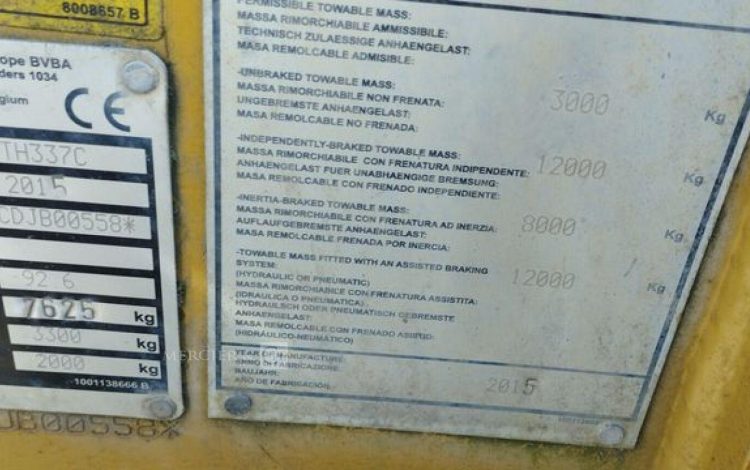 8008657 B
ope BVBA
ders 1034
gium
CE
TH337C
2015
CDJB00558*
92.6
7625 kg
3300 kg
2000 kg
1001138666 B
JB00558*
PERMISSIBLE TOWABLE MASS:
MASSA RIMORCHIABILE AMMISSIBILE:
TECHNISCH ZULAESSIGE ANHAENGELAST:
MASA REMOLCABLE ADMISIBLE:
-UNBRAKED TOWABLE MASS:
MASSA RIMORCHIABILE NON FRENATA:
UNGEBREMSTE ANHAENGELAST:
MASA REMOLCABLE NO FRENADA:
3000 Kg
-INDEPENDENTLY-BRAKED TOWABLE MASS:
MASSA RIMORCHIABILE CON FRENATURA INDIPENDENTE:
ANHAENGELAST FUER UNABHAENGIGE BREMSUNG:
MASA REMOLCABLE CON FRENADO INDEPENDIENTE:
12000 Kg
-INERTIA-BRAKED TOWABLE MASS:
MASSA RIMORCHIABILE CON FRENATURA AD INERZIA:
AUFLAUFGEBREMSTE ANHAENGELAST:
MASA REMOLCABLE FRENADA POR INERCIA:
8000 Kg
-TOWABLE MASS FITTED WITH AN ASSISTED BRAKING
SYSTEM:
(HYDRAULIC OR PNEUMATIC)
MASSA RIMORCHIABILE CON FRENATURA ASSISTITA:
(IDRAULICA O PNEUMATICA)
HYDRAULISCH ODER PNEUMATISCH GEBREMSTE
ANHAENGELAST:
MASA REMOLCABLE CON FRENADO ASISTIDO:
(HIDRÁULICO-NEUMÁTICO)
12000 Kg
YEAR OF MANUFACTURE:
ANNO DI FABBRICAZIONE:
BAUJAHR:
AÑO DE FABRICACIÓN:
2015